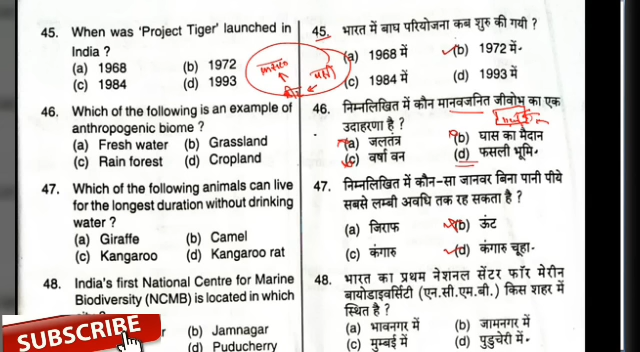 45. When was 'Project Tiger' launched in
India ?
(a) 1968 (b) 1972
(c) 1984 (d) 1993
46. Which of the following is an example of
anthropogenic biome ?
(a) Fresh water (b) Grassland
(c) Rain forest (d) Cropland
47. Which of the following animals can live
for the longest duration without drinking
water ?
(a) Giraffe (b) Camel
(c) Kangaroo (d) Kangaroo rat
48. India's first National Centre for Marine
Biodiversity (NCMB) is located in which
(b) Jamnagar
(d) Puducherry
SUBSCRIBE
45. भारत में बाघ परियोजना कब शुरु की गयी ?
(a) 1968 में (b) 1972 में
(c) 1984 में (d) 1993 में
46. निम्नलिखित में कौन मानवजनित जीवोम का एक
उदाहरणा है ?
(a) जलतंत्र (b) घास का मैदान
(c) वर्षा वन (d) फसली भूमि
47. निम्नलिखित में कौन-सा जानवर बिना पानी पीये
सबसे लम्बी अवधि तक रह सकता है ?
(a) जिराफ (b) ऊंट
(c) कंगारु (d) कंगारु चूहा
48. भारत का प्रथम नेशनल सेंटर फॉर मेरीन
बायोडाइवर्सिटी (एन.सी.एम.बी.) किस शहर में
स्थित है ?
(a) भावनगर में (b) जामनगर में
(c) मुम्बई में (d) पुडुचेरी में